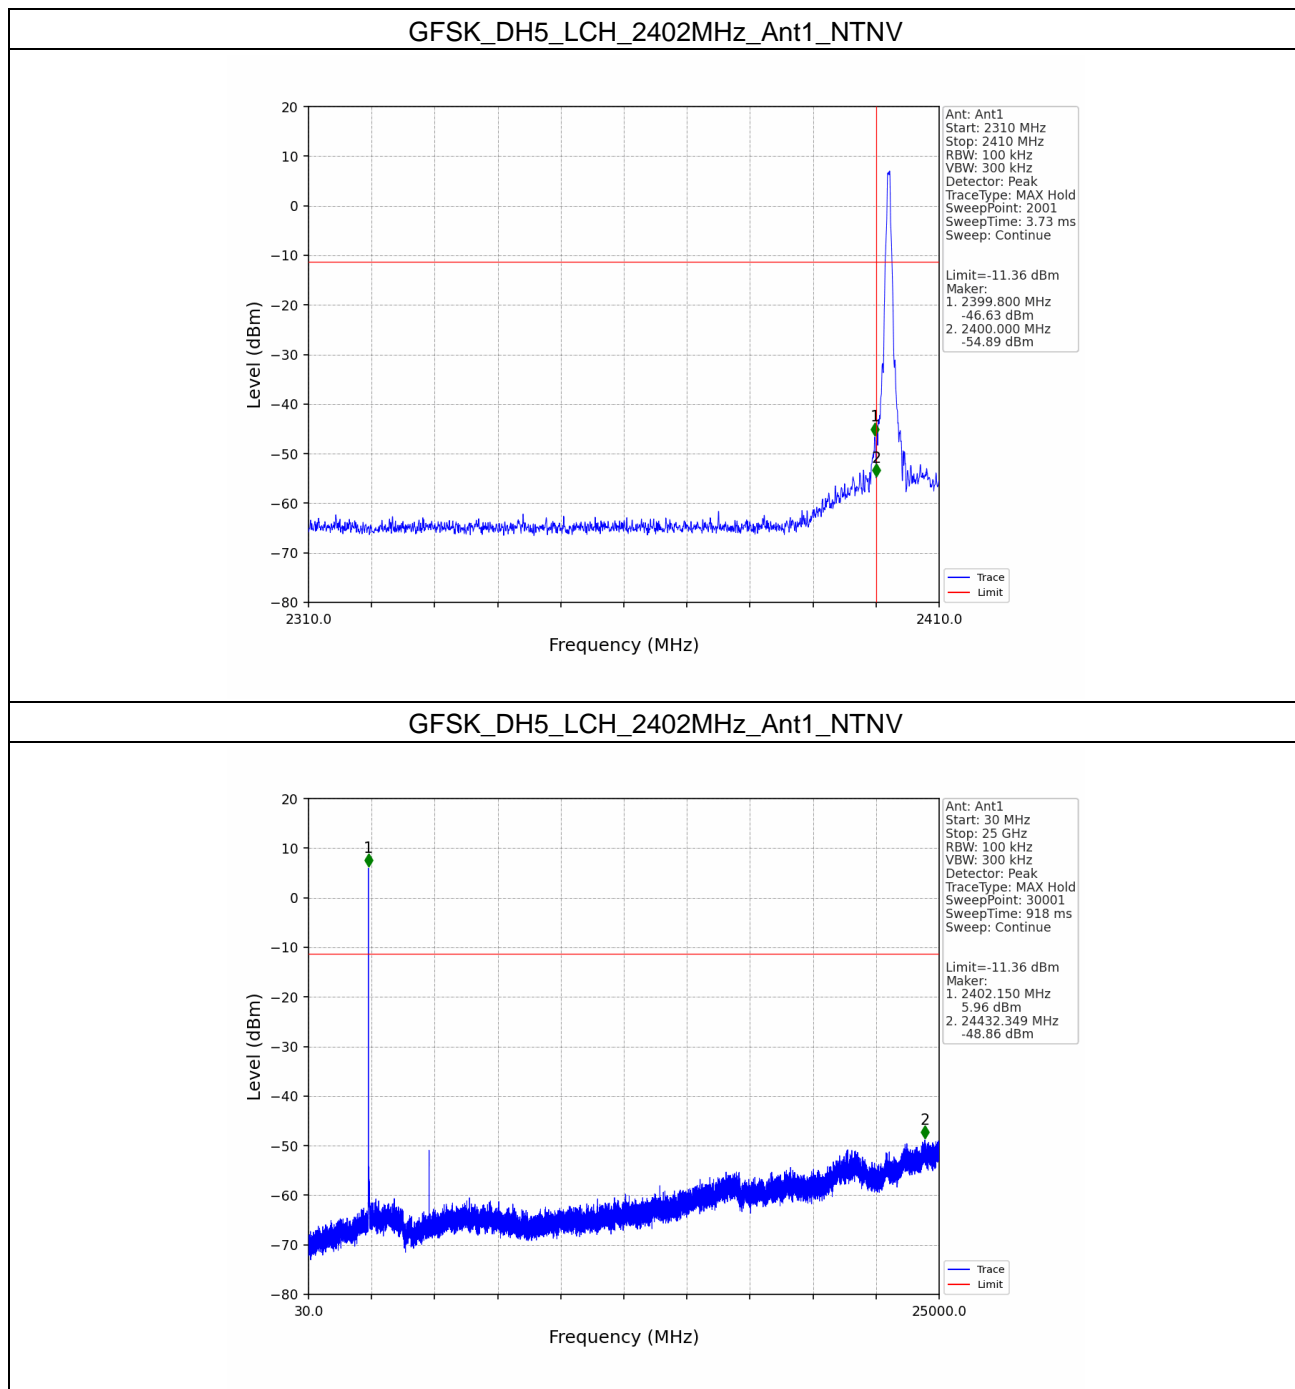 GFSK_DH5_LCH_2402MHz_Ant1_NTNV
20
10
0
−10
−20
−30
−40
−50
−60
−70
−80
Level (dBm)
1
2
2310.0
2410.0
Frequency (MHz)
Ant: Ant1
Start: 2310 MHz
Stop: 2410 MHz
RBW: 100 kHz
VBW: 300 kHz
Detector: Peak
TraceType: MAX Hold
SweepPoint: 2001
SweepTime: 3.73 ms
Sweep: Continue
Limit=-11.36 dBm
Maker:
1. 2399.800 MHz
-46.63 dBm
2. 2400.000 MHz
-54.89 dBm
Trace
Limit
GFSK_DH5_LCH_2402MHz_Ant1_NTNV
20
10
0
−10
−20
−30
−40
−50
−60
−70
−80
Level (dBm)
1
2
30.0
25000.0
Frequency (MHz)
Ant: Ant1
Start: 30 MHz
Stop: 25 GHz
RBW: 100 kHz
VBW: 300 kHz
Detector: Peak
TraceType: MAX Hold
SweepPoint: 30001
SweepTime: 918 ms
Sweep: Continue
Limit=-11.36 dBm
Maker:
1. 2402.150 MHz
5.96 dBm
2. 24432.349 MHz
-48.86 dBm
Trace
Limit